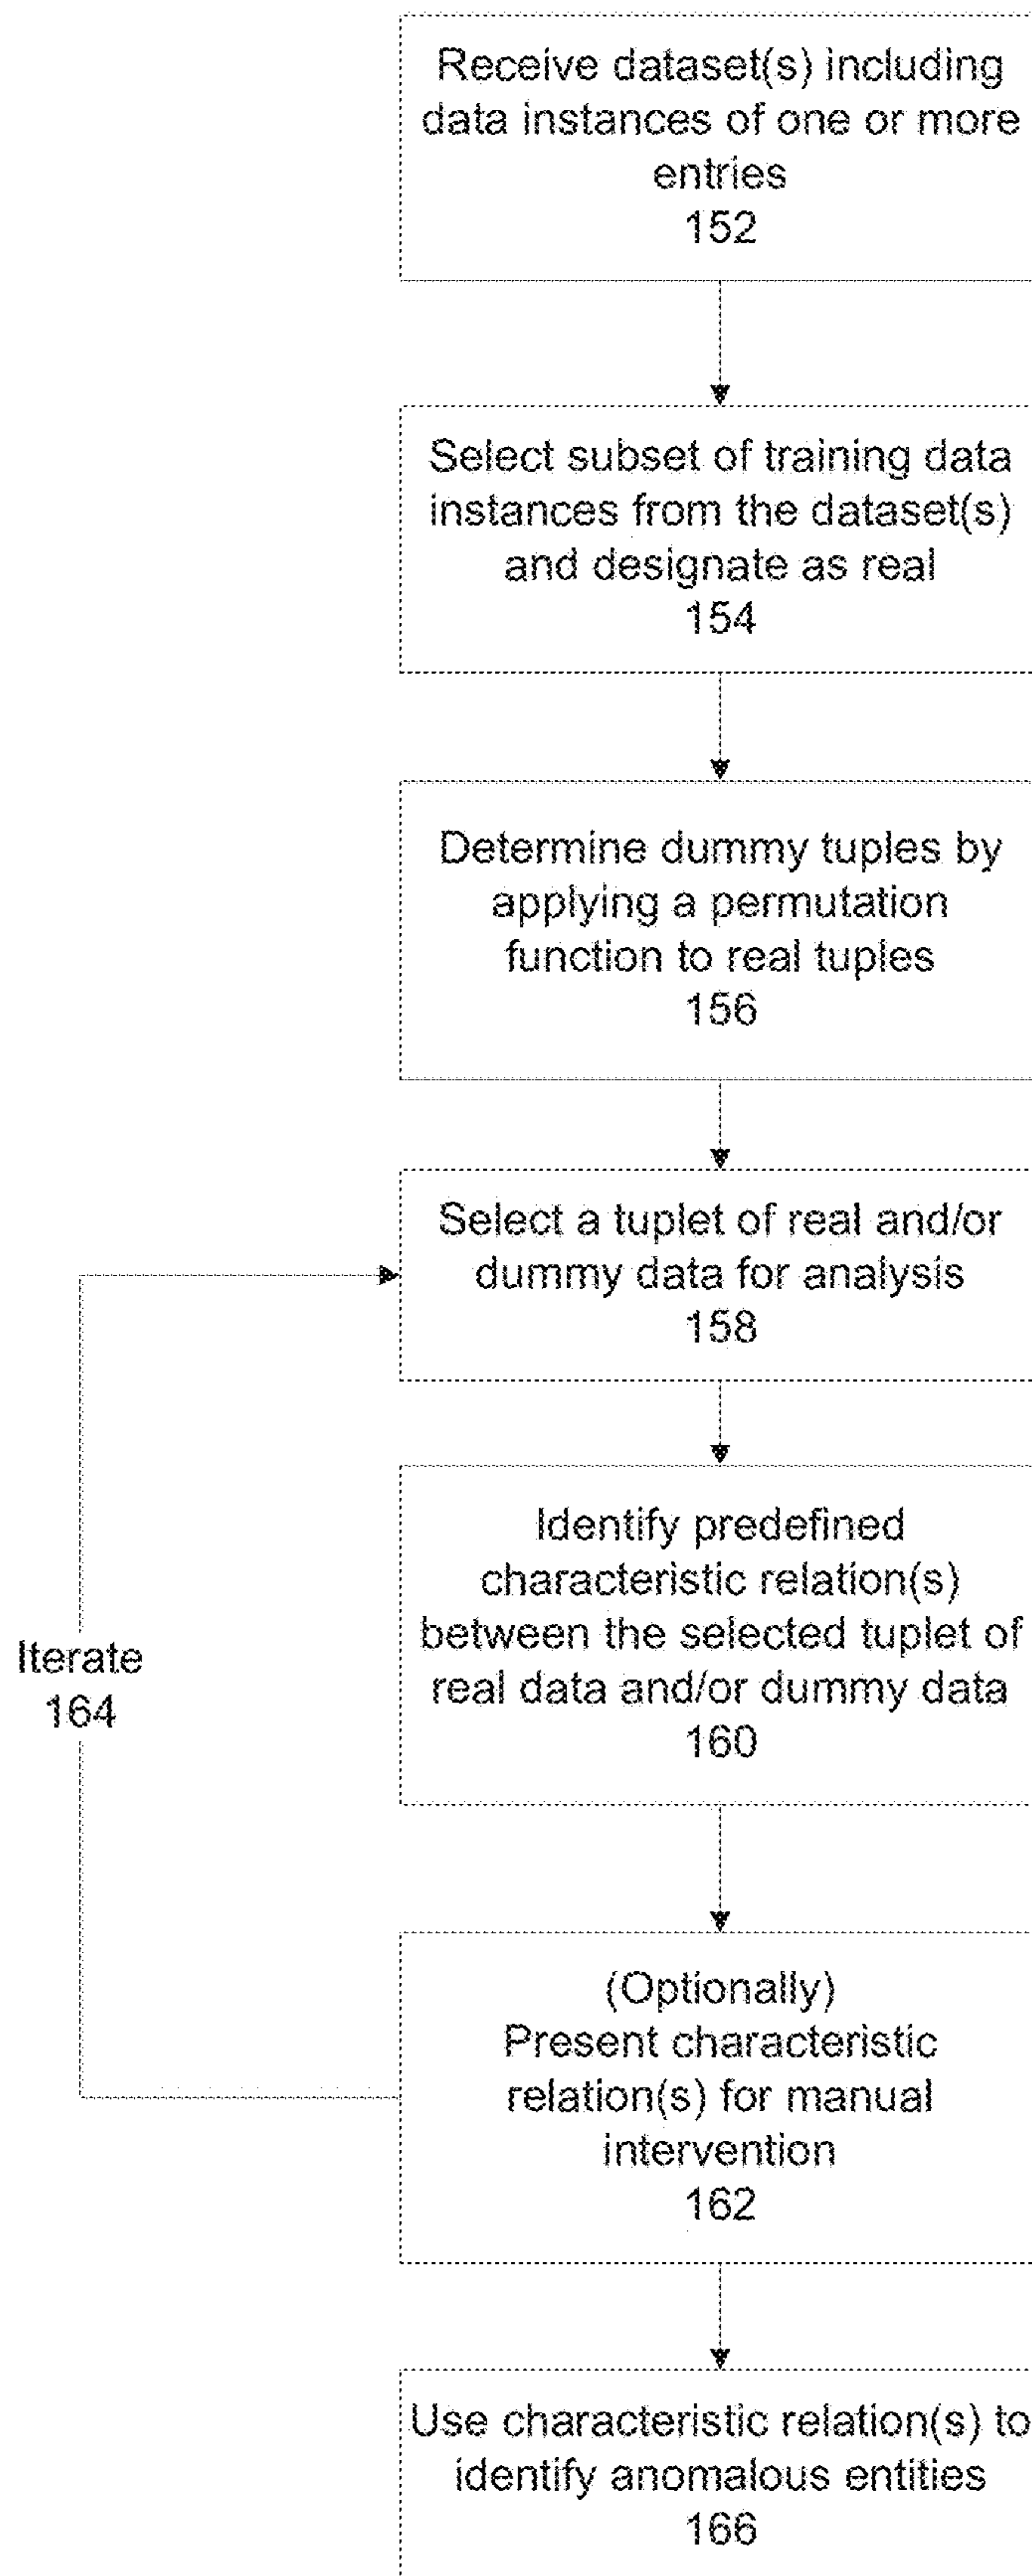 Receive dataset(s) including
data instances of one or more
entries
152
Select subset of training data
instances from the dataset(s)
and designate as real
154
Determine dummy tuples by
applying a permutation
function to real tuples
156
Select a tuplet of real and/or
dummy data for analysis
158
Identify predefined
characteristic relation(s)
between the selected tuplet of
real data and/or dummy data
160
Iterate
164
(Optionally)
Present characteristic
relation(s) for manual
intervention
162
Use characteristic relation(s) to
identify anomalous entities
166